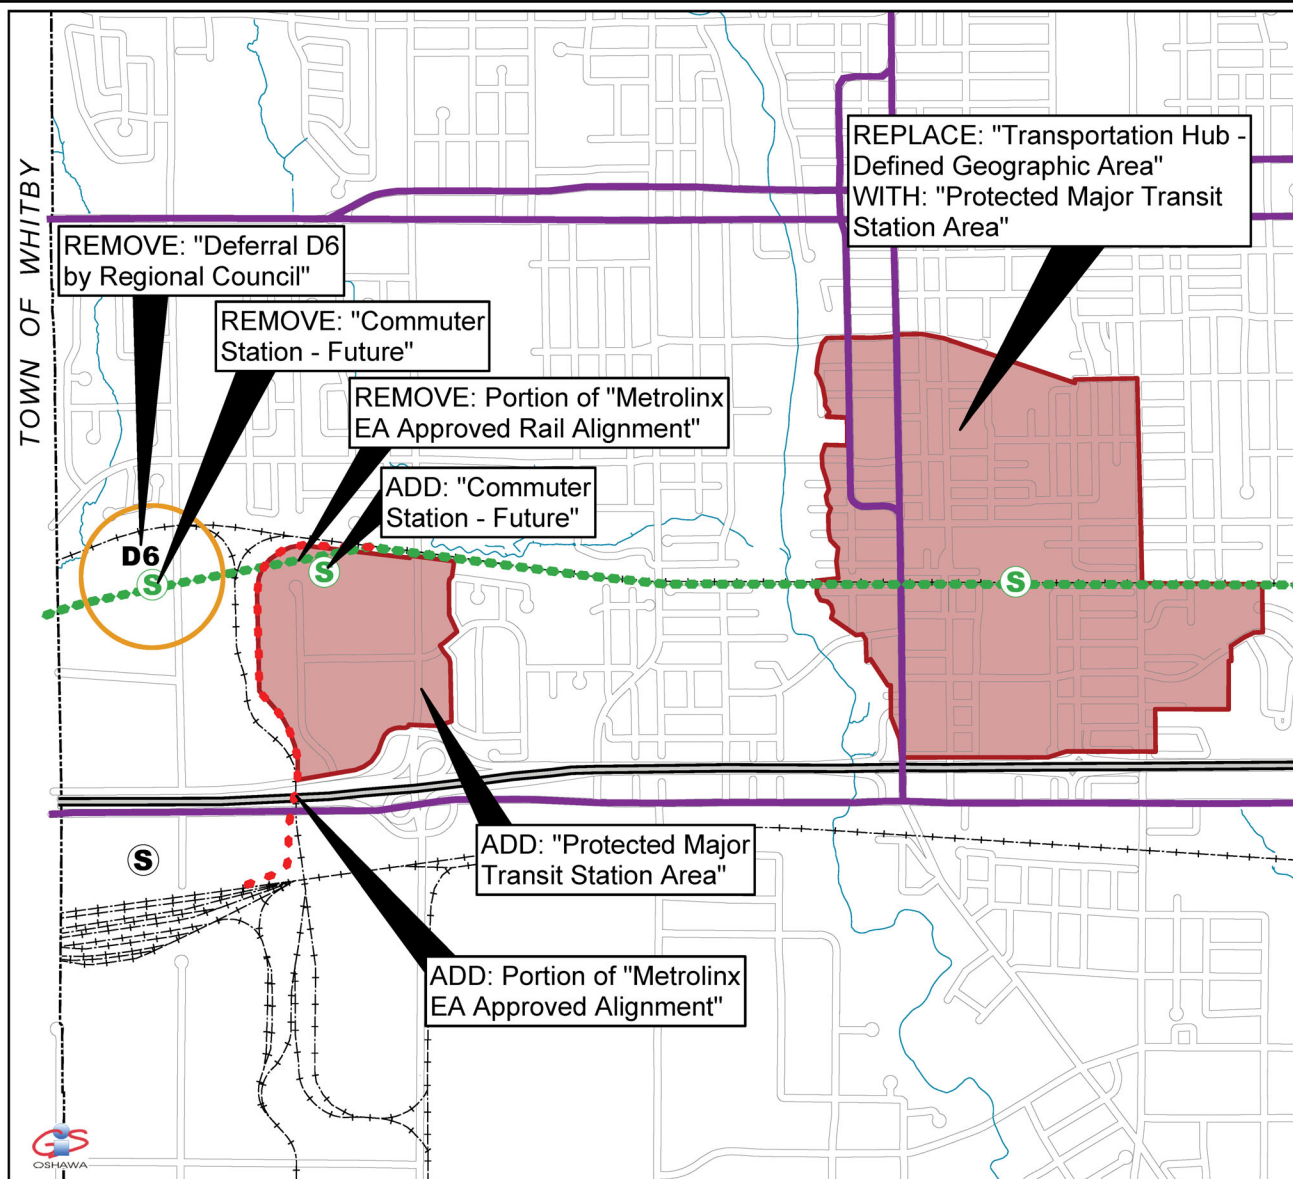 REPLACE: "Transportation Hub -
Defined Geographic Area"
WITH: "Protected Major Transit
Station Area"
TOWN OF WHITBY
REMOVE: "Deferral D6
by Regional Council"
REMOVE: "Commuter
Station - Future"
REMOVE: Portion of "Metrolinx
EA Approved Rail Alignment"
ADD: "Commuter
Station - Future"
D6
S
S
S
ADD: "Protected Major
Transit Station Area"
S
ADD: Portion of "Metrolinx
EA Approved Alignment"
GiS
OSHAWA